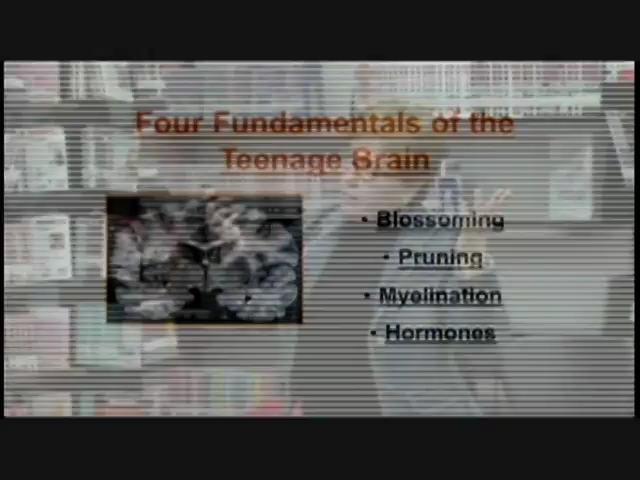 Four Fundamentals of the
Teenage Brain
• Blossoming
• Pruning
• Myelination
• Hormones